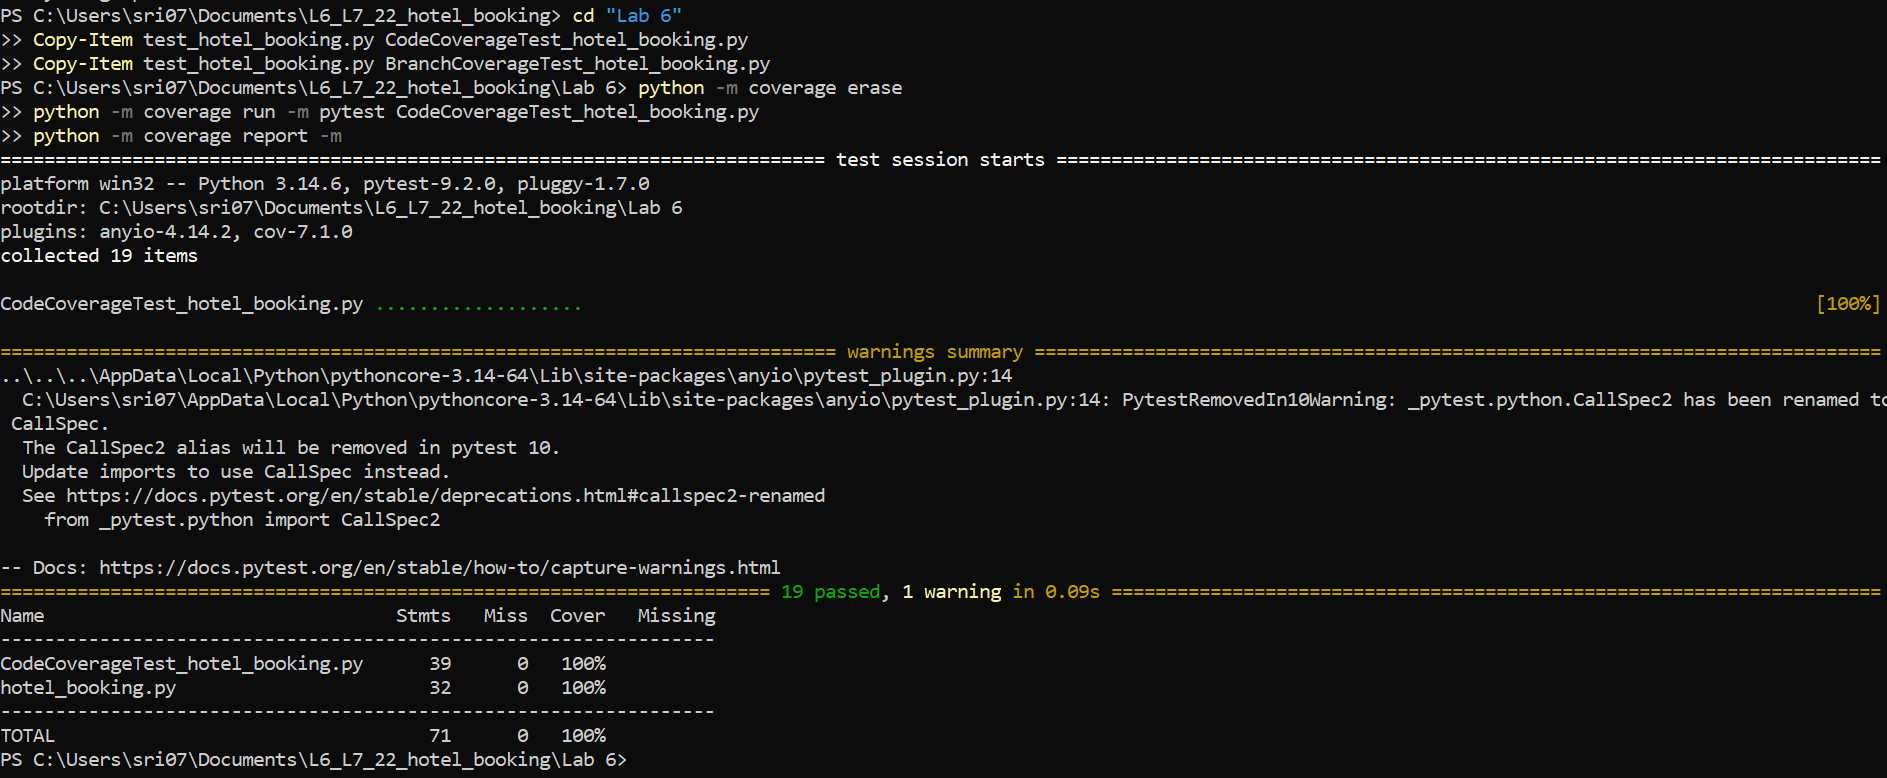 PS C:\Users\sri07\Documents\L6_L7_22_hotel_booking> cd "Lab 6"
>> Copy-Item test_hotel_booking.py CodeCoverageTest_hotel_booking.py
>> Copy-Item test_hotel_booking.py BranchCoverageTest_hotel_booking.py
PS C:\Users\sri07\Documents\L6_L7_22_hotel_booking\Lab 6> python -m coverage erase
>> python -m coverage run -m pytest CodeCoverageTest_hotel_booking.py
>> python -m coverage report -m
=========================================================================== test session starts ===========================================================================
platform win32 -- Python 3.14.6, pytest-9.2.0, pluggy-1.7.0
rootdir: C:\Users\sri07\Documents\L6_L7_22_hotel_booking\Lab 6
plugins: anyio-4.14.2, cov-7.1.0
collected 19 items
CodeCoverageTest_hotel_booking.py ................... [100%]
============================================================================ warnings summary =============================================================================
..\..\..\AppData\Local\Python\pythoncore-3.14-64\Lib\site-packages\anyio\pytest_plugin.py:14
C:\Users\sri07\AppData\Local\Python\pythoncore-3.14-64\Lib\site-packages\anyio\pytest_plugin.py:14: PytestRemovedIn10Warning: _pytest.python.CallSpec2 has been renamed to
CallSpec.
The CallSpec2 alias will be removed in pytest 10.
Update imports to use CallSpec instead.
See https://docs.pytest.org/en/stable/deprecations.html#callspec2-renamed
from _pytest.python import CallSpec2
-- Docs: https://docs.pytest.org/en/stable/how-to/capture-warnings.html
====================================================================== 19 passed, 1 warning in 0.09s ======================================================================
Name Stmts Miss Cover Missing
-----------------------------------------------------------------
CodeCoverageTest_hotel_booking.py 39 0 100%
hotel_booking.py 32 0 100%
-----------------------------------------------------------------
TOTAL 71 0 100%
PS C:\Users\sri07\Documents\L6_L7_22_hotel_booking\Lab 6>